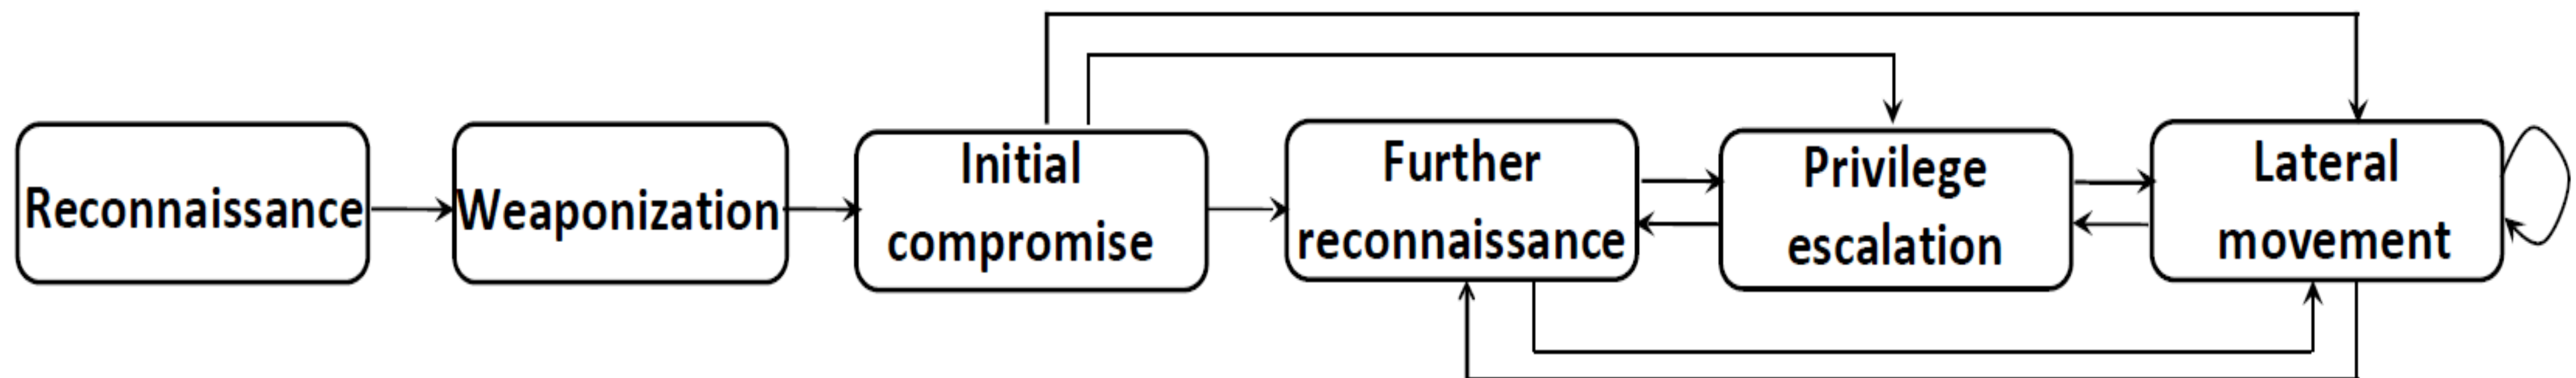 Reconnaissance
Weaponization
Initial
compromise
Further
reconnaissance
Privilege
escalation
Lateral
movement